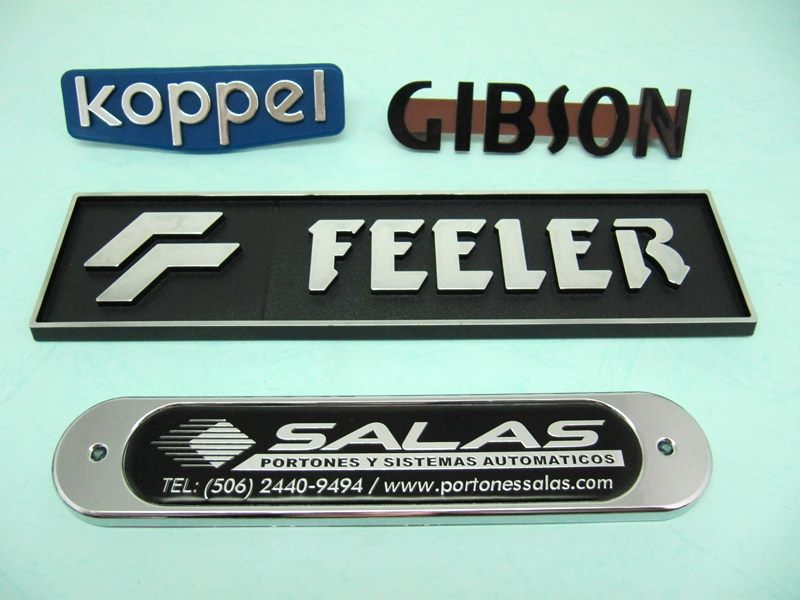 koppel
GIBSON
FEELER
SALAS
PORTONES Y SISTEMAS AUTOMATICOS
TEL: (506) 2440-9494 / www.portonessalas.com